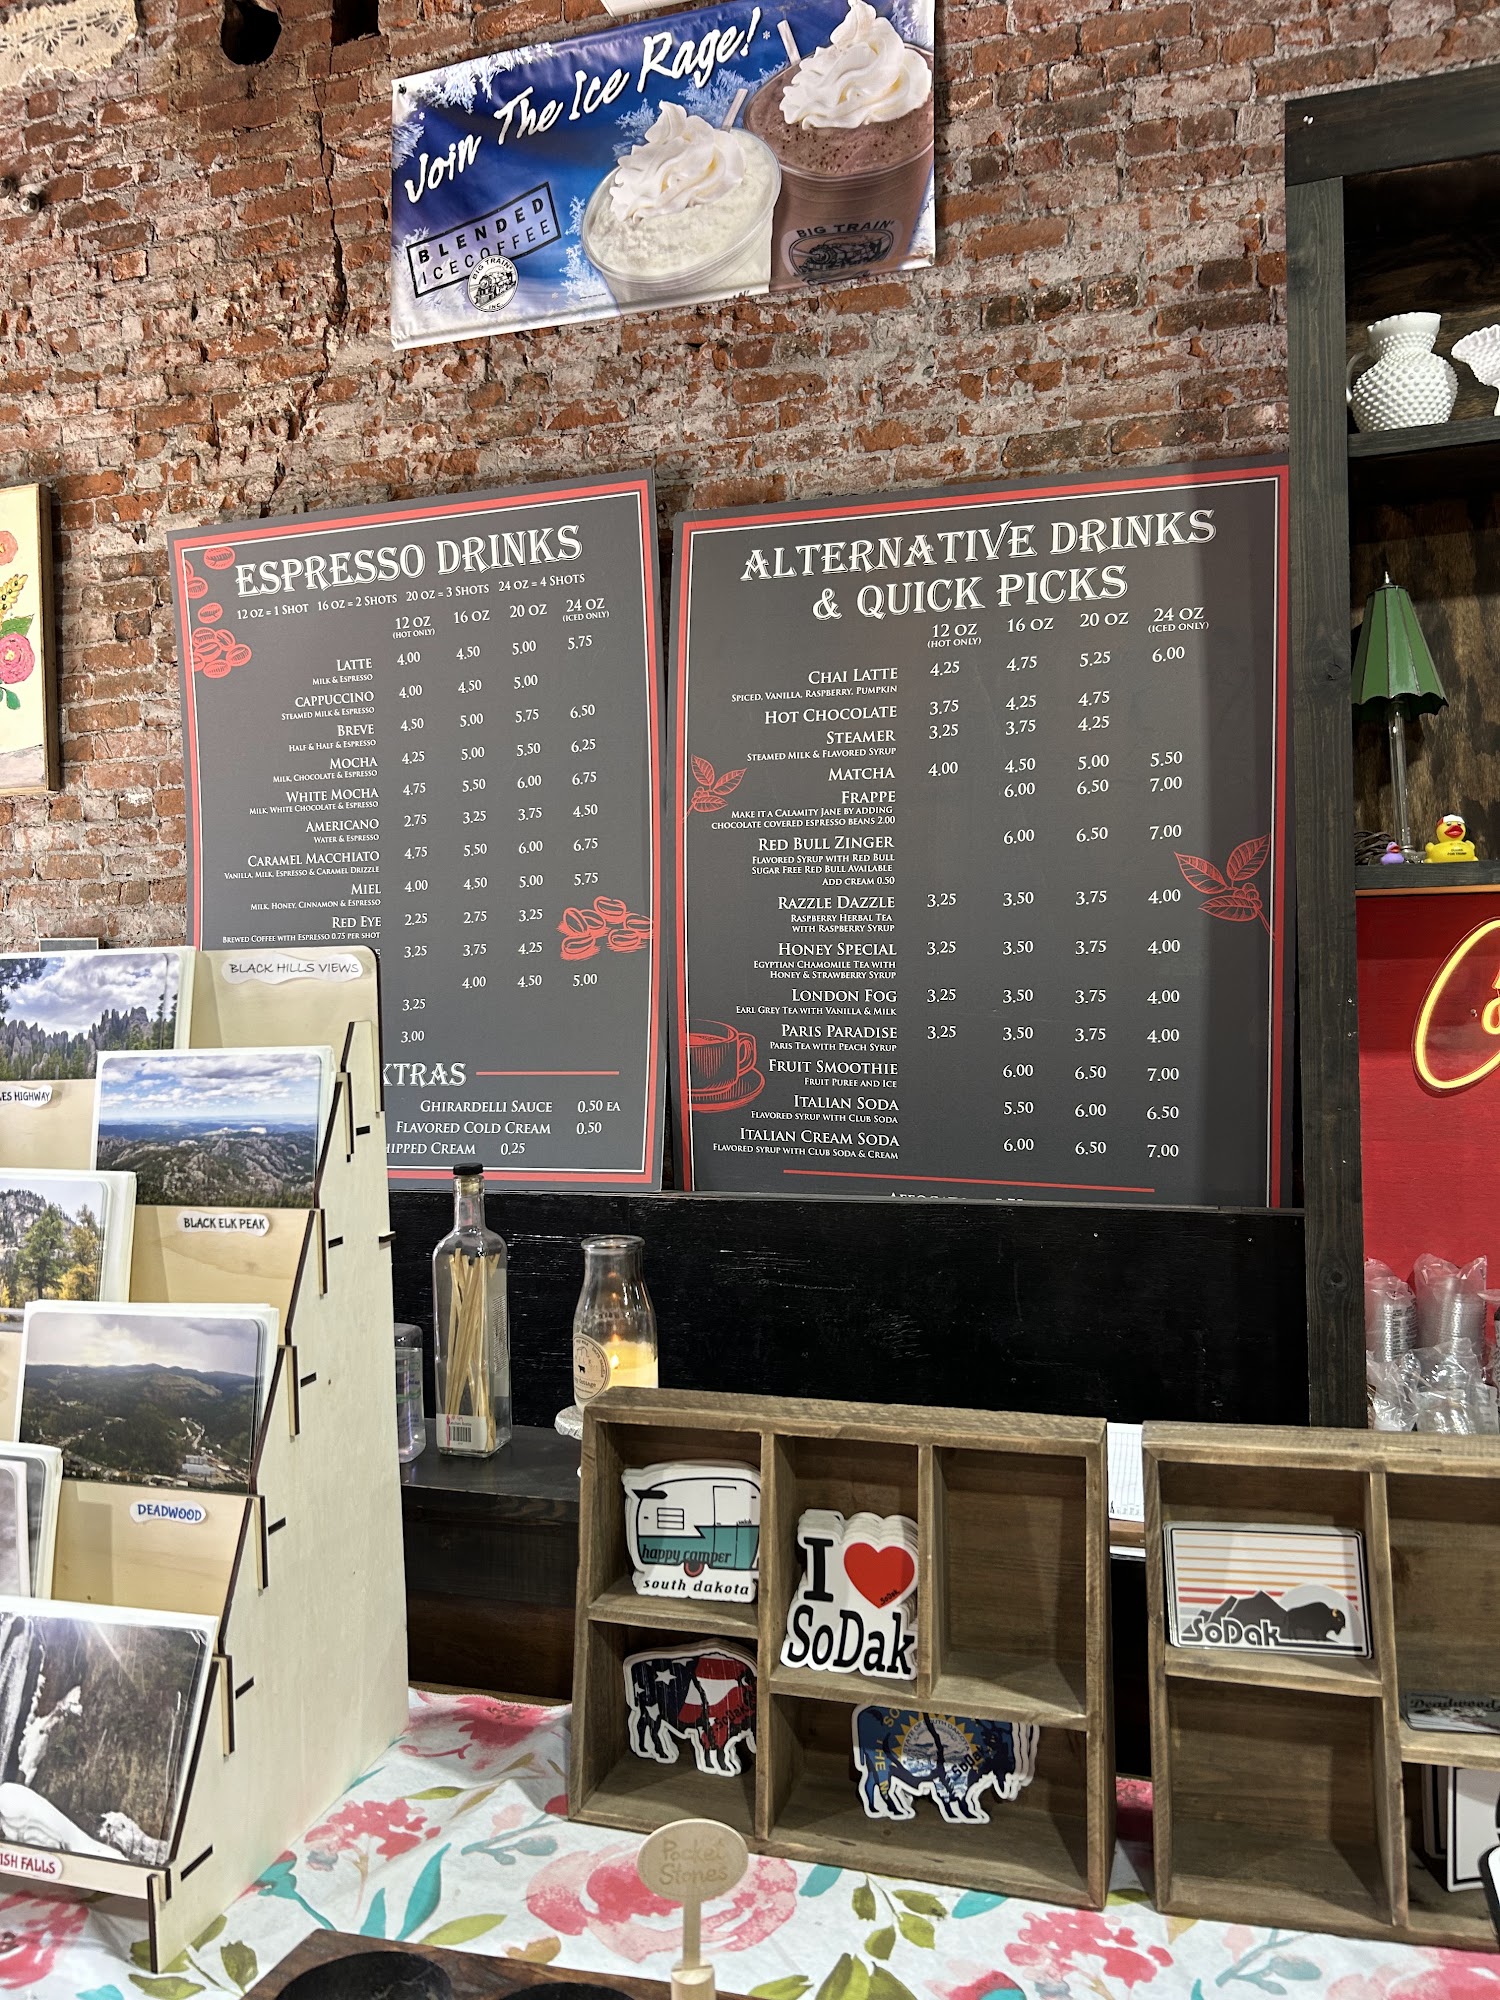 Join The Ice Rage!
BLENDED
ICE COFFEE
BIG TRAIN
INC.
BIG TRAIN
ESPRESSO DRINKS
12 OZ = 1 SHOT 16 OZ = 2 SHOTS 20 OZ = 3 SHOTS 24 OZ = 4 SHOTS
12 OZ 16 OZ 20 OZ 24 OZ
(HOT ONLY) (ICED ONLY)
LATTE 4.00 4.50 5.00 5.75
MILK & ESPRESSO
CAPPUCCINO 4.00 4.50 5.00
STEAMED MILK & ESPRESSO
BREVE 4.50 5.00 5.75 6.50
HALF & HALF & ESPRESSO
MOCHA 4.25 5.00 5.50 6.25
MILK, CHOCOLATE & ESPRESSO
WHITE MOCHA 4.75 5.50 6.00 6.75
MILK, WHITE CHOCOLATE & ESPRESSO
AMERICANO 2.75 3.25 3.75 4.50
WATER & ESPRESSO
CARAMEL MACCHIATO 4.75 5.50 6.00 6.75
VANILLA, MILK, ESPRESSO & CARAMEL DRIZZLE
MIEL 4.00 4.50 5.00 5.75
MILK, HONEY, CINNAMON & ESPRESSO
RED EYE 2.25 2.75 3.25
BREWED COFFEE WITH ESPRESSO 0.75 PER SHOT
3.25 3.75 4.25
4.00 4.50 5.00
3.25
3.00
XTRAS
GHIRARDELLI SAUCE 0.50 EA
FLAVORED COLD CREAM 0.50
HIPPED CREAM 0.25
ALTERNATIVE DRINKS
& QUICK PICKS
12 OZ 16 OZ 20 OZ 24 OZ
(HOT ONLY) (ICED ONLY)
CHAI LATTE 4.25 4.75 5.25 6.00
SPICED, VANILLA, RASPBERRY, PUMPKIN
HOT CHOCOLATE 3.75 4.25 4.75
STEAMER 3.25 3.75 4.25
STEAMED MILK & FLAVORED SYRUP
MATCHA 4.00 4.50 5.00 5.50
FRAPPE 6.00 6.50 7.00
MAKE IT A CALAMITY JANE BY ADDING
CHOCOLATE COVERED ESPRESSO BEANS 2.00
RED BULL ZINGER 6.00 6.50 7.00
FLAVORED SYRUP WITH RED BULL
SUGAR FREE RED BULL AVAILABLE
ADD CREAM 0.50
RAZZLE DAZZLE 3.25 3.50 3.75 4.00
RASPBERRY HERBAL TEA
WITH RASPBERRY SYRUP
HONEY SPECIAL 3.25 3.50 3.75 4.00
EGYPTIAN CHAMOMILE TEA WITH
HONEY & STRAWBERRY SYRUP
LONDON FOG 3.25 3.50 3.75 4.00
EARL GREY TEA WITH VANILLA & MILK
PARIS PARADISE 3.25 3.50 3.75 4.00
PARIS TEA WITH PEACH SYRUP
FRUIT SMOOTHIE 6.00 6.50 7.00
FRUIT PUREE AND ICE
ITALIAN SODA 5.50 6.00 6.50
FLAVORED SYRUP WITH CLUB SODA
ITALIAN CREAM SODA 6.00 6.50 7.00
FLAVORED SYRUP WITH CLUB SODA & CREAM
BLACK HILLS VIEWS
LES HIGHWAY
BLACK ELK PEAK
DEADWOOD
ISH FALLS
happy camper
south dakota
I
SoDak
SoDak
SoDak
SoDak
SoDak
Deadwood
Pocket
Stones